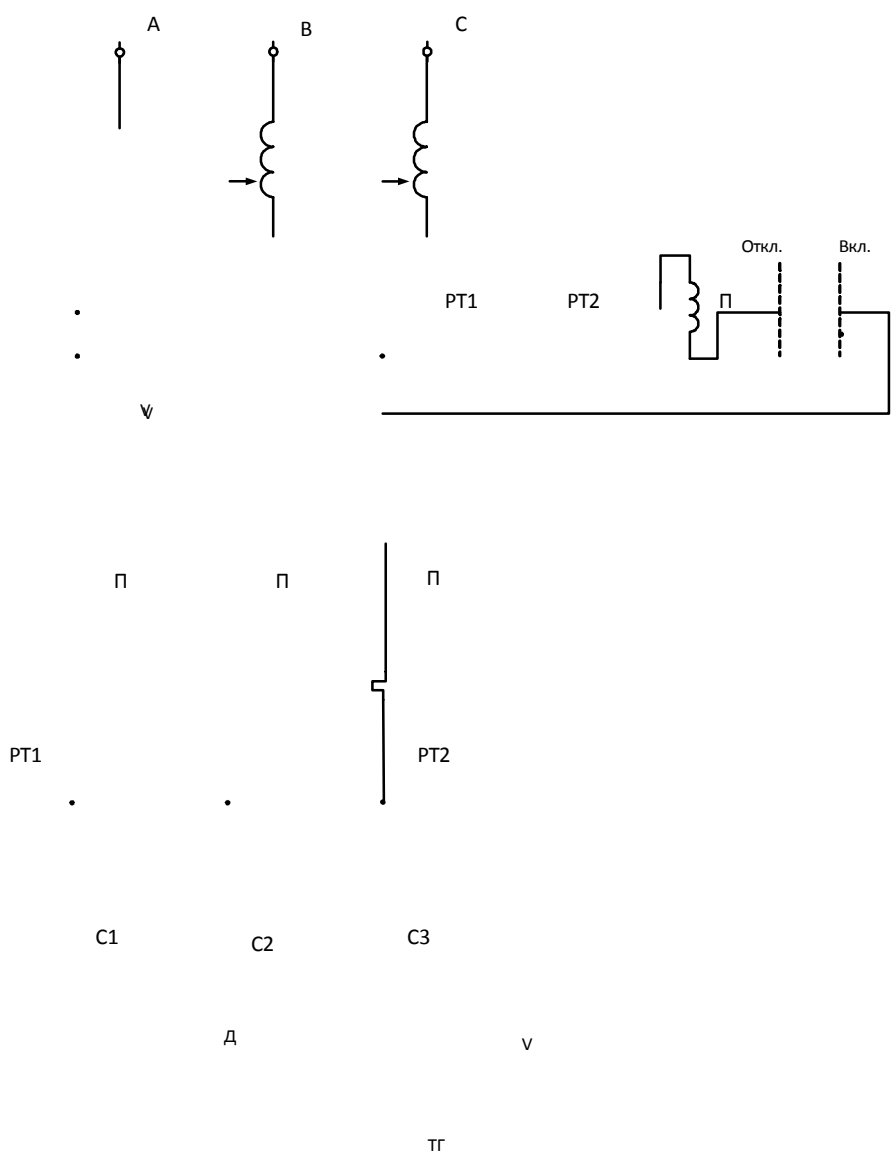 А В С
Откл. Вкл.
РТ1 РТ2 П
V
V
П П П
РТ1 РТ2
С1 С2 С3
Д V
ТГ